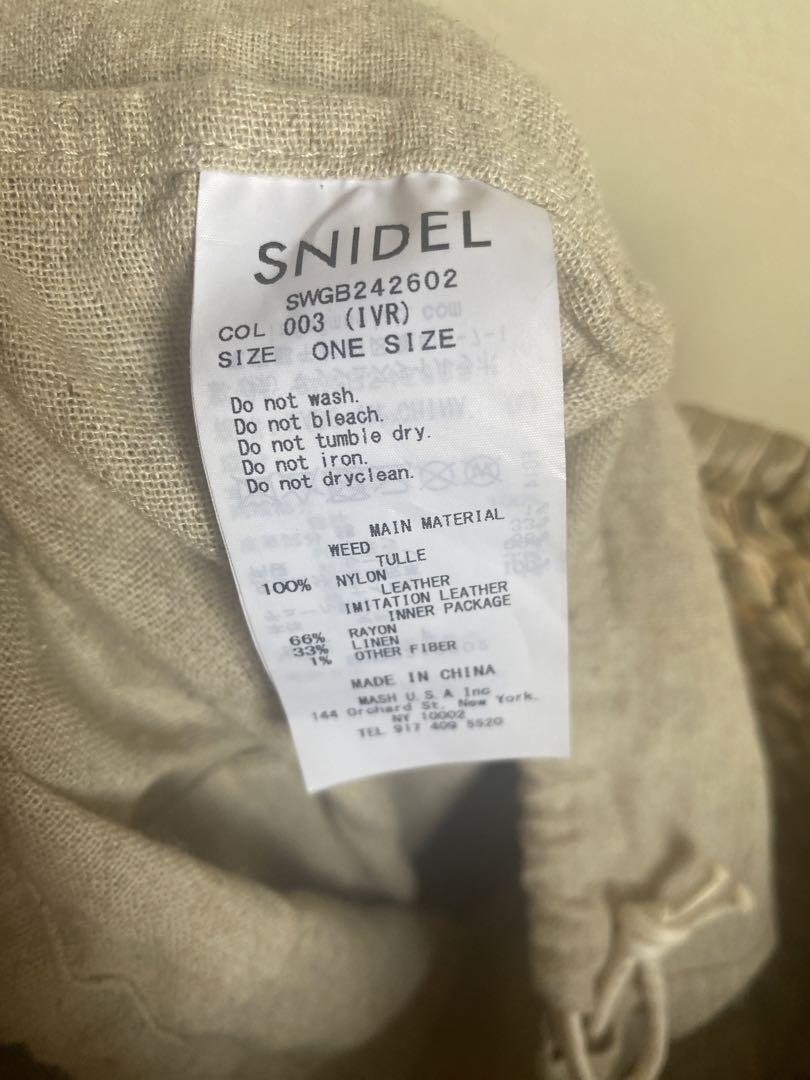 SNIDEL
SWGB242602
COL 003 (IVR)
SIZE ONE SIZE
Do not wash.
Do not bleach.
Do not tumble dry.
Do not iron.
Do not dryclean.
MAIN MATERIAL
WEED
TULLE
100% NYLON
LEATHER
IMITATION LEATHER
INNER PACKAGE
66% RAYON
33% LINEN
1% OTHER FIBER
MADE IN CHINA
MASH U.S.A Inc
144 Orchard St. New York.
NY 10002
TEL 917 409 5520